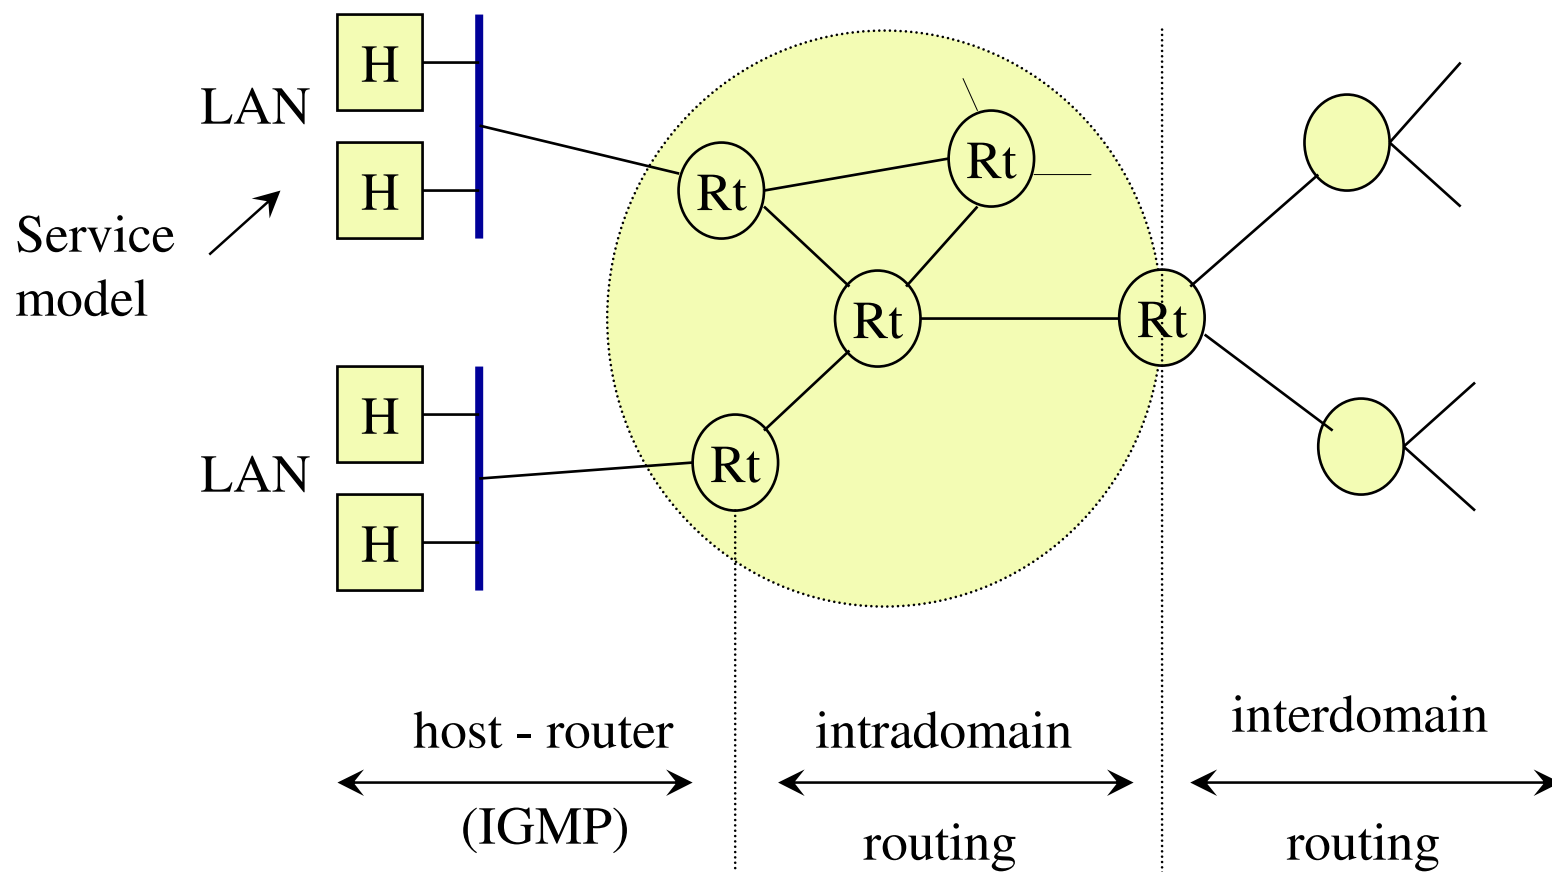 H
LAN
H
Rt
Rt
Service
model
Rt
Rt
H
LAN
Rt
H
host - router
(IGMP)
intradomain
routing
interdomain
routing